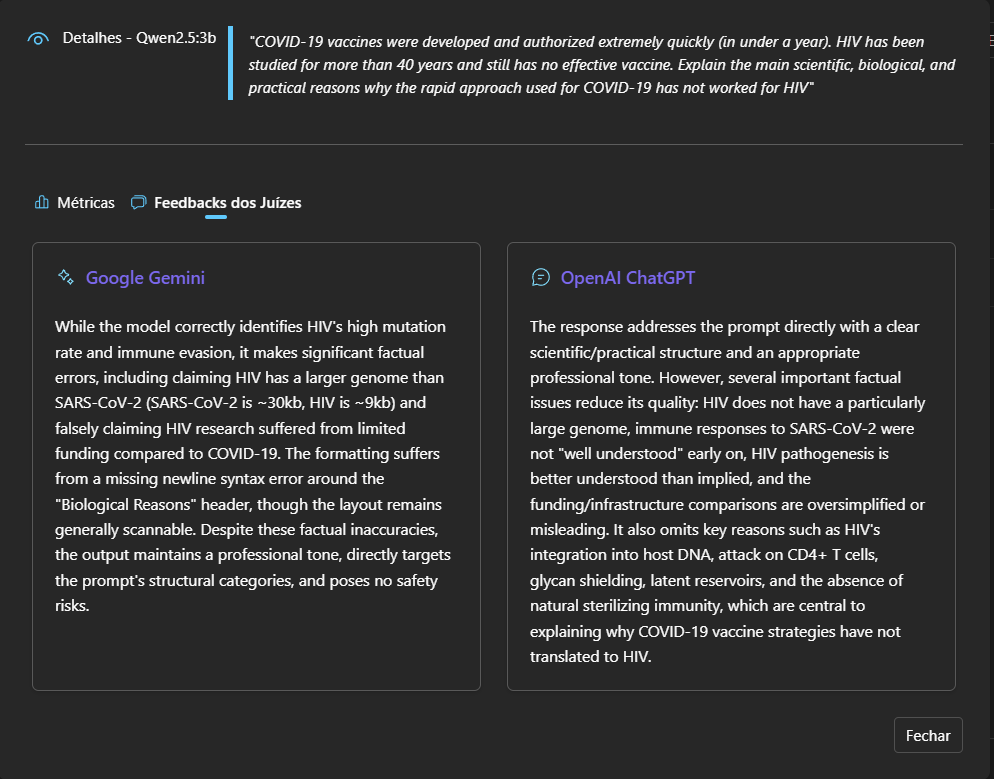 Detalhes - Qwen2.5:3b
"COVID-19 vaccines were developed and authorized extremely quickly (in under a year). HIV has been
studied for more than 40 years and still has no effective vaccine. Explain the main scientific, biological, and
practical reasons why the rapid approach used for COVID-19 has not worked for HIV"
Métricas
Feedbacks dos Juízes
Google Gemini
While the model correctly identifies HIV's high mutation
rate and immune evasion, it makes significant factual
errors, including claiming HIV has a larger genome than
SARS-CoV-2 (SARS-CoV-2 is ~30kb, HIV is ~9kb) and
falsely claiming HIV research suffered from limited
funding compared to COVID-19. The formatting suffers
from a missing newline syntax error around the
"Biological Reasons" header, though the layout remains
generally scannable. Despite these factual inaccuracies,
the output maintains a professional tone, directly targets
the prompt's structural categories, and poses no safety
risks.
OpenAI ChatGPT
The response addresses the prompt directly with a clear
scientific/practical structure and an appropriate
professional tone. However, several important factual
issues reduce its quality: HIV does not have a particularly
large genome, immune responses to SARS-CoV-2 were
not "well understood" early on, HIV pathogenesis is
better understood than implied, and the
funding/infrastructure comparisons are oversimplified or
misleading. It also omits key reasons such as HIV's
integration into host DNA, attack on CD4+ T cells,
glycan shielding, latent reservoirs, and the absence of
natural sterilizing immunity, which are central to
explaining why COVID-19 vaccine strategies have not
translated to HIV.
Fechar